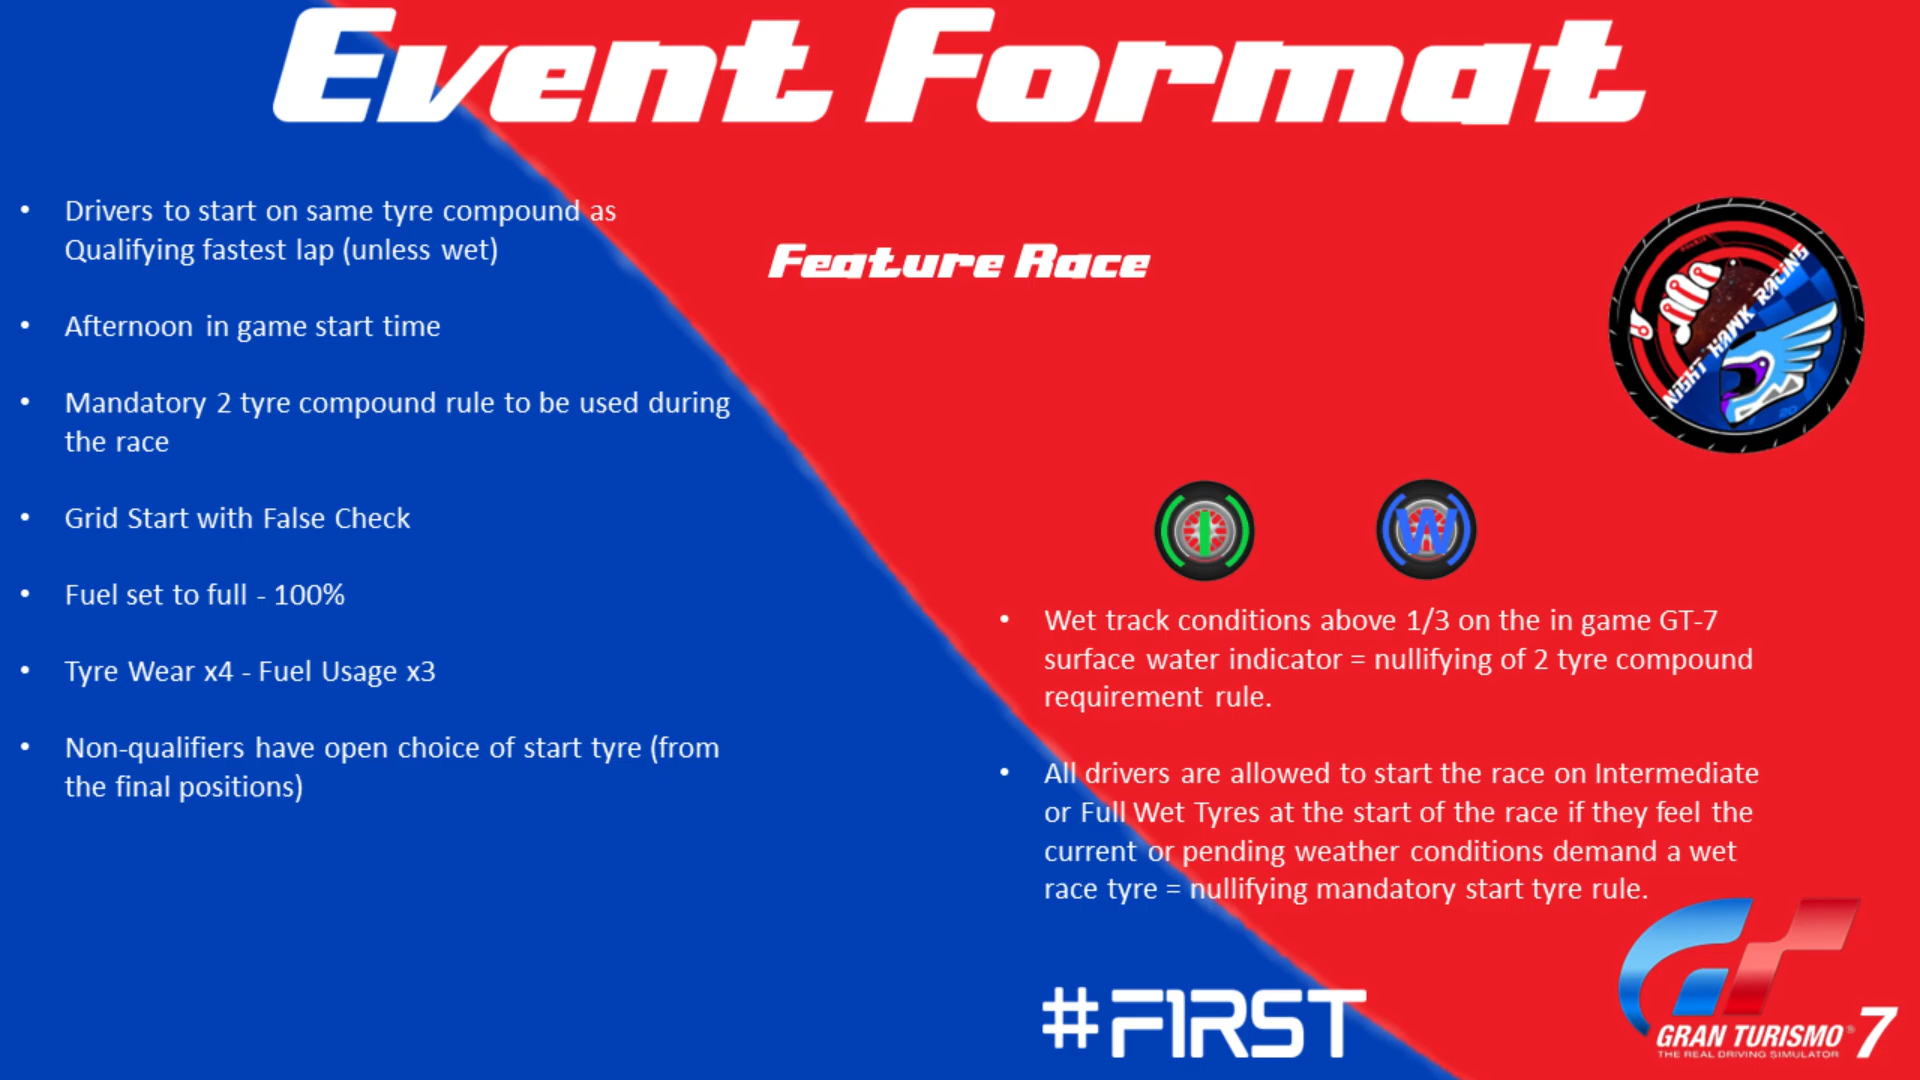 Event Format
• Drivers to start on same tyre compound as
Qualifying fastest lap (unless wet)
• Afternoon in game start time
• Mandatory 2 tyre compound rule to be used during
the race
• Grid Start with False Check
• Fuel set to full - 100%
• Tyre Wear x4 - Fuel Usage x3
• Non-qualifiers have open choice of start tyre (from
the final positions)
Feature Race
NIGHT HAWK RACING
I
W
• Wet track conditions above 1/3 on the in game GT-7
surface water indicator = nullifying of 2 tyre compound
requirement rule.
• All drivers are allowed to start the race on Intermediate
or Full Wet Tyres at the start of the race if they feel the
current or pending weather conditions demand a wet
race tyre = nullifying mandatory start tyre rule.
#F1RST
GT
GRAN TURISMO® 7
THE REAL DRIVING SIMULATOR